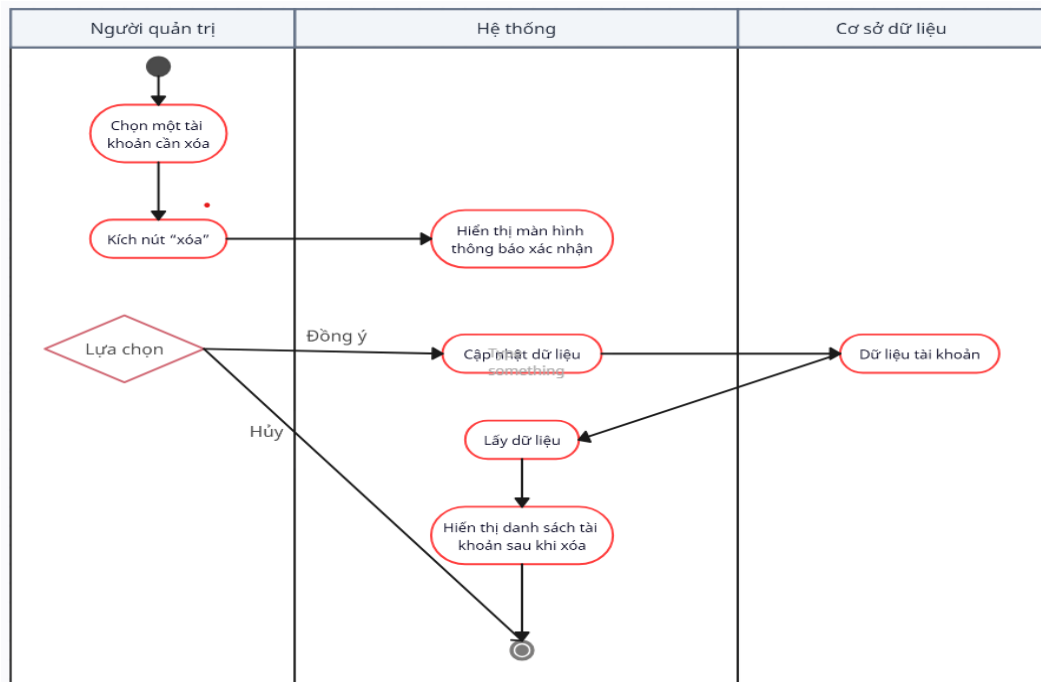 Người quản trị
Hệ thống
Cơ sở dữ liệu
Chọn một tài
khoản cần xóa
Kích nút “xóa”
Hiển thị màn hình
thông báo xác nhận
Lựa chọn
Đồng ý
Cập nhật dữ liệu
something
Dữ liệu tài khoản
Hủy
Lấy dữ liệu
Hiển thị danh sách tài
khoản sau khi xóa